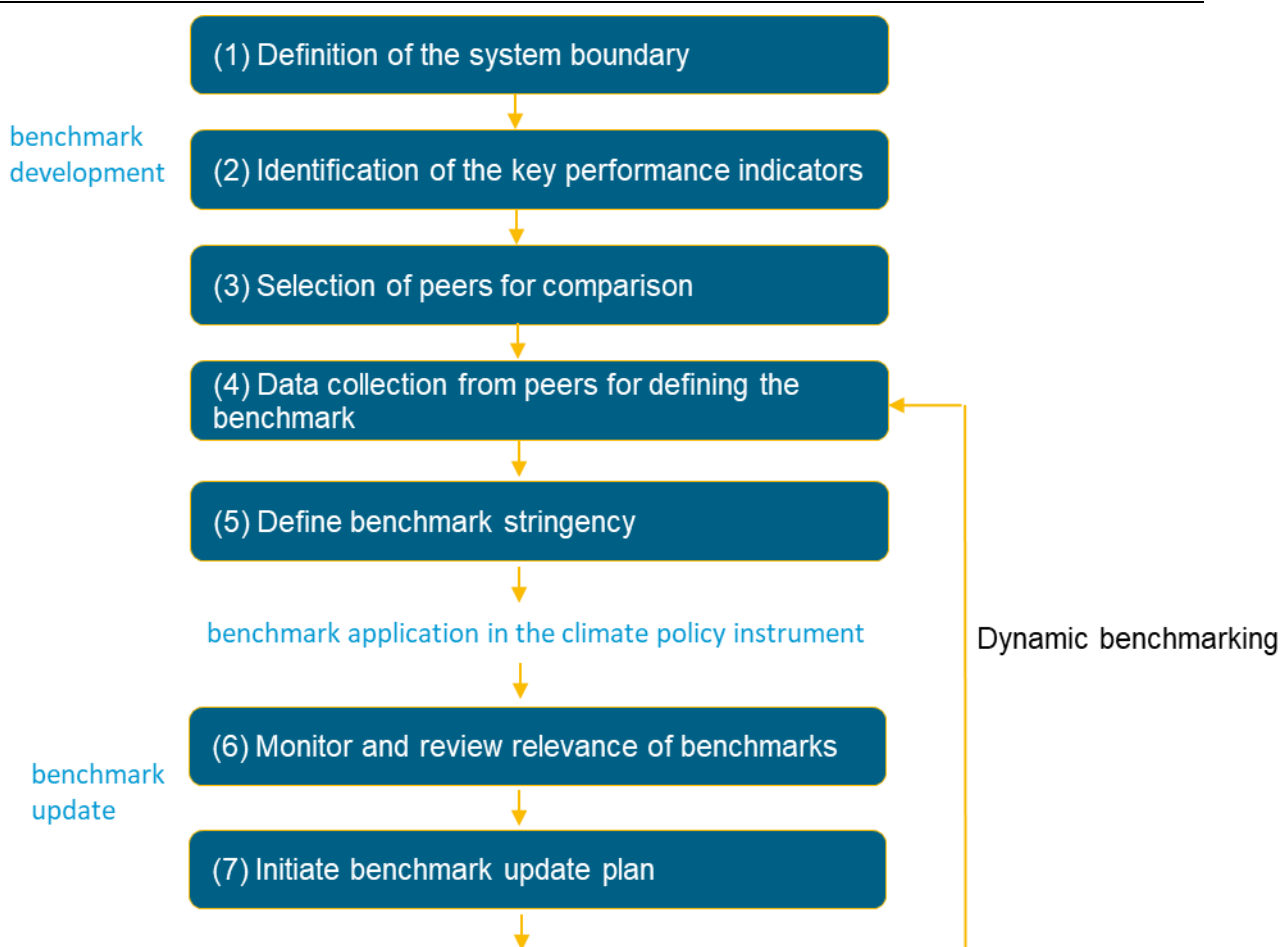 (1) Definition of the system boundary
benchmark
development
(2) Identification of the key performance indicators
(3) Selection of peers for comparison
(4) Data collection from peers for defining the
benchmark
(5) Define benchmark stringency
benchmark application in the climate policy instrument
Dynamic benchmarking
(6) Monitor and review relevance of benchmarks
benchmark
update
(7) Initiate benchmark update plan